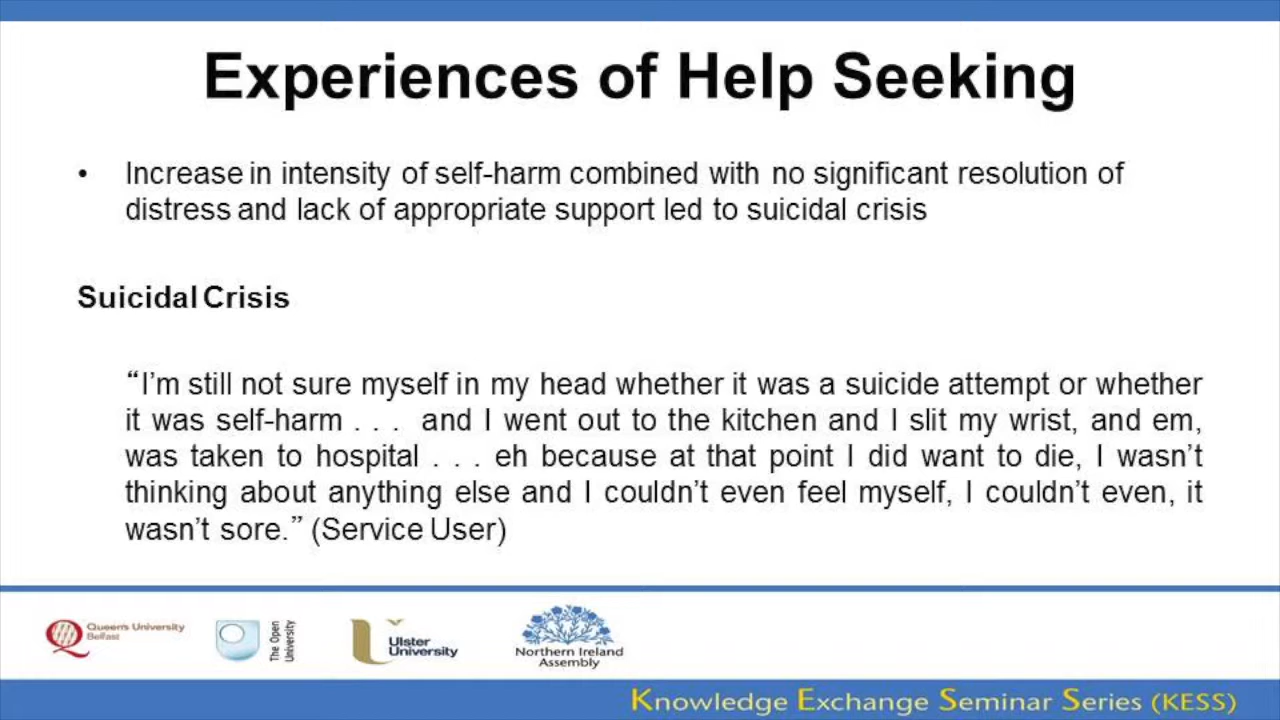 Experiences of Help Seeking
• Increase in intensity of self-harm combined with no significant resolution of
distress and lack of appropriate support led to suicidal crisis
Suicidal Crisis
“I’m still not sure myself in my head whether it was a suicide attempt or whether
it was self-harm . . . and I went out to the kitchen and I slit my wrist, and em,
was taken to hospital . . . eh because at that point I did want to die, I wasn’t
thinking about anything else and I couldn’t even feel myself, I couldn’t even, it
wasn’t sore.” (Service User)
Queen's University
Belfast
The Open
University
Ulster
University
Northern Ireland
Assembly
Knowledge Exchange Seminar Series (KESS)